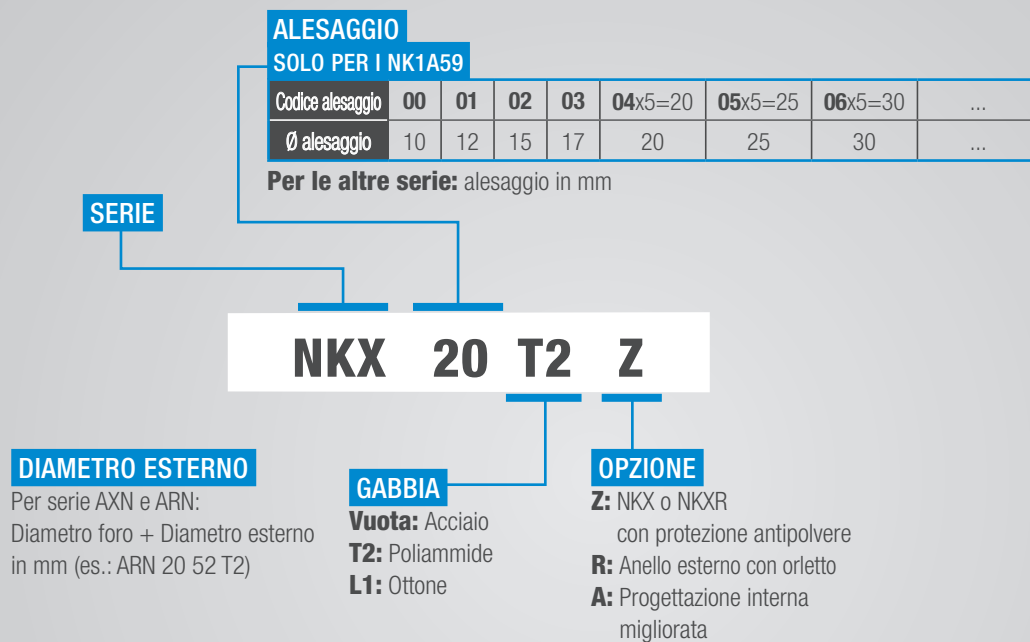 ALESAGGIO
SOLO PER I NK1A59
Codice alesaggio 00 01 02 03 04x5=20 05x5=25 06x5=30 ...
Ø alesaggio 10 12 15 17 20 25 30 ...
Per le altre serie: alesaggio in mm
SERIE
NKX 20 T2 Z
DIAMETRO ESTERNO
Per serie AXN e ARN:
Diametro foro + Diametro esterno
in mm (es.: ARN 20 52 T2)
GABBIA
Vuota: Acciaio
T2: Poliammide
L1: Ottone
OPZIONE
Z: NKX o NKXR
con protezione antipolvere
R: Anello esterno con orletto
A: Progettazione interna
migliorata